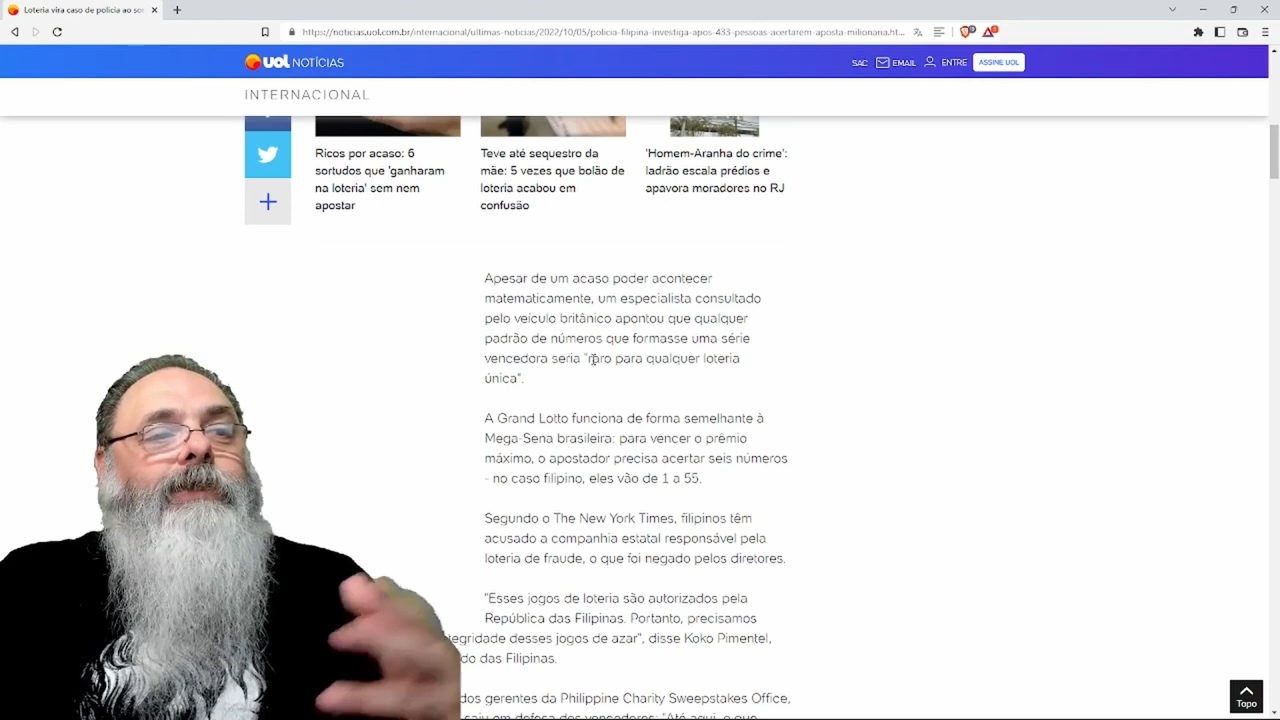 Loteria vira caso de polícia ao so
https://noticias.uol.com.br/internacional/ultimas-noticias/2022/10/05/policia-filipina-investiga-apos-433-pessoas-acertarem-aposta-milionaria.ht...
UOL NOTÍCIAS
SAC
EMAIL
ENTRE
ASSINE UOL
INTERNACIONAL
Ricos por acaso: 6
sortudos que 'ganharam
na loteria' sem nem
apostar
Teve até sequestro da
mãe: 5 vezes que bolão de
loteria acabou em
confusão
'Homem-Aranha do crime':
ladrão escala prédios e
apavora moradores no RJ
Apesar de um acaso poder acontecer
matematicamente, um especialista consultado
pelo veículo britânico apontou que qualquer
padrão de números que formasse uma série
vencedora seria "raro para qualquer loteria
única".
A Grand Lotto funciona de forma semelhante à
Mega-Sena brasileira: para vencer o prêmio
máximo, o apostador precisa acertar seis números
- no caso filipino, eles vão de 1 a 55.
Segundo o The New York Times, filipinos têm
acusado a companhia estatal responsável pela
loteria de fraude, o que foi negado pelos diretores.
"Esses jogos de loteria são autorizados pela
República das Filipinas. Portanto, precisamos
tegridade desses jogos de azar", disse Koko Pimentel,
do das Filipinas.
dos gerentes da Philippine Charity Sweepstakes Office,
saiu em defesa dos vencedores: "Até aqui, o que
Topo